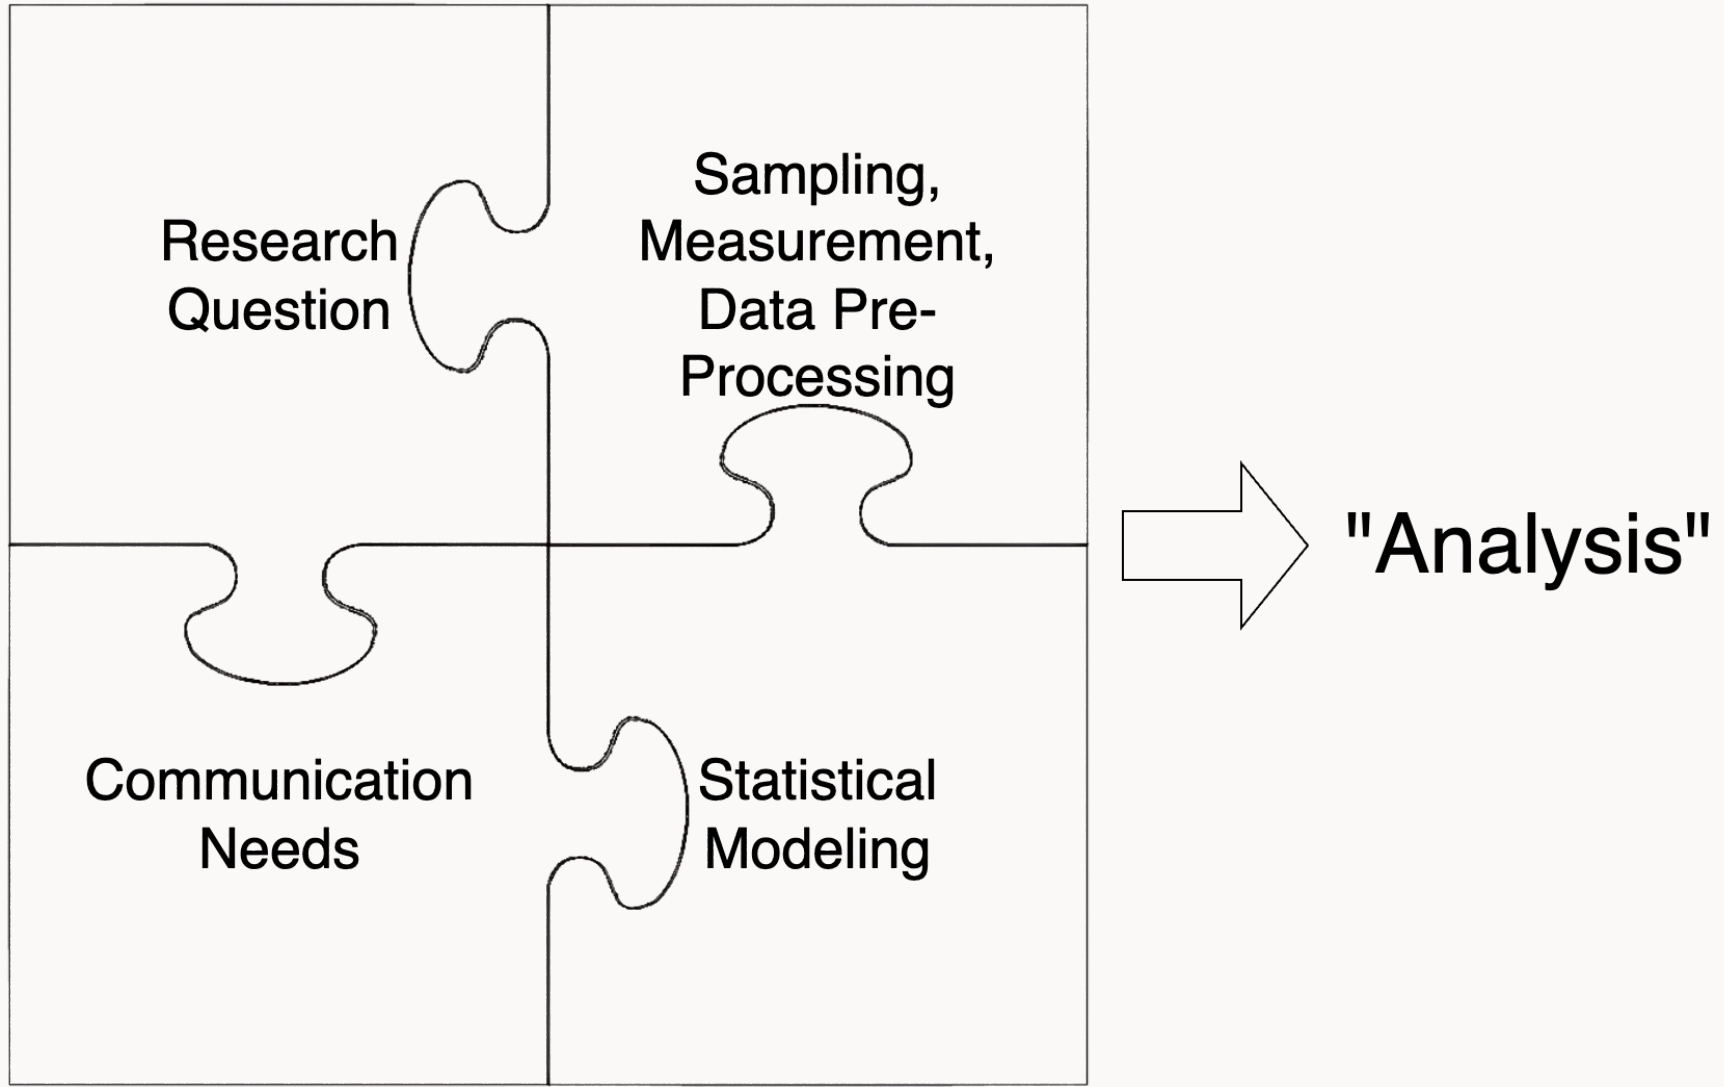 Research
Question
Sampling,
Measurement,
Data Pre-
Processing
Communication
Needs
Statistical
Modeling
"Analysis"